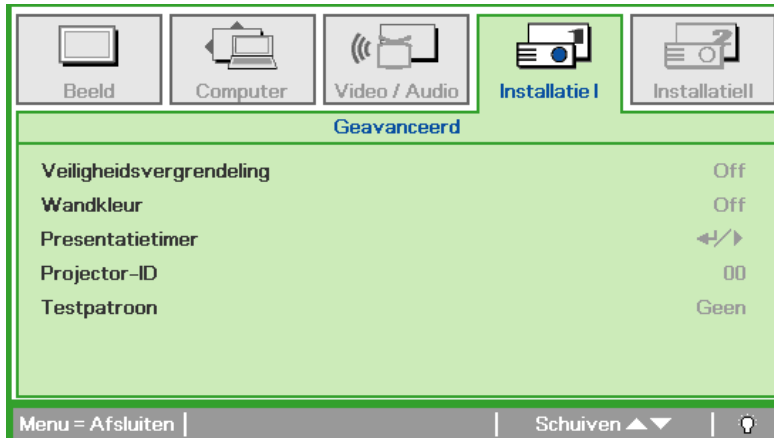 Beeld Computer Video / Audio Installatie I InstallatieII
Geavanceerd
Veiligheidsvergrendeling Off
Wandkleur Off
Presentatietimer
Projector-ID 00
Testpatroon Geen
Menu = Afsluiten Schuiven